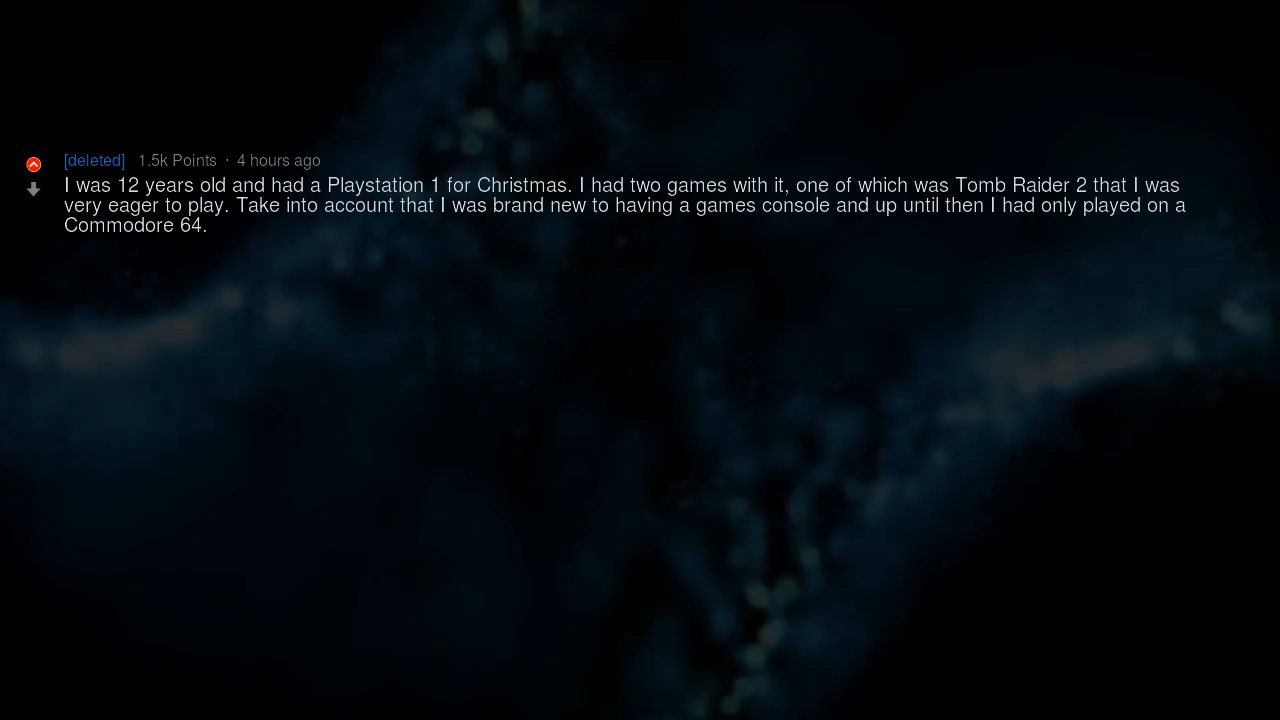 [deleted] 1.5k Points · 4 hours ago
I was 12 years old and had a Playstation 1 for Christmas. I had two games with it, one of which was Tomb Raider 2 that I was
very eager to play. Take into account that I was brand new to having a games console and up until then I had only played on a
Commodore 64.